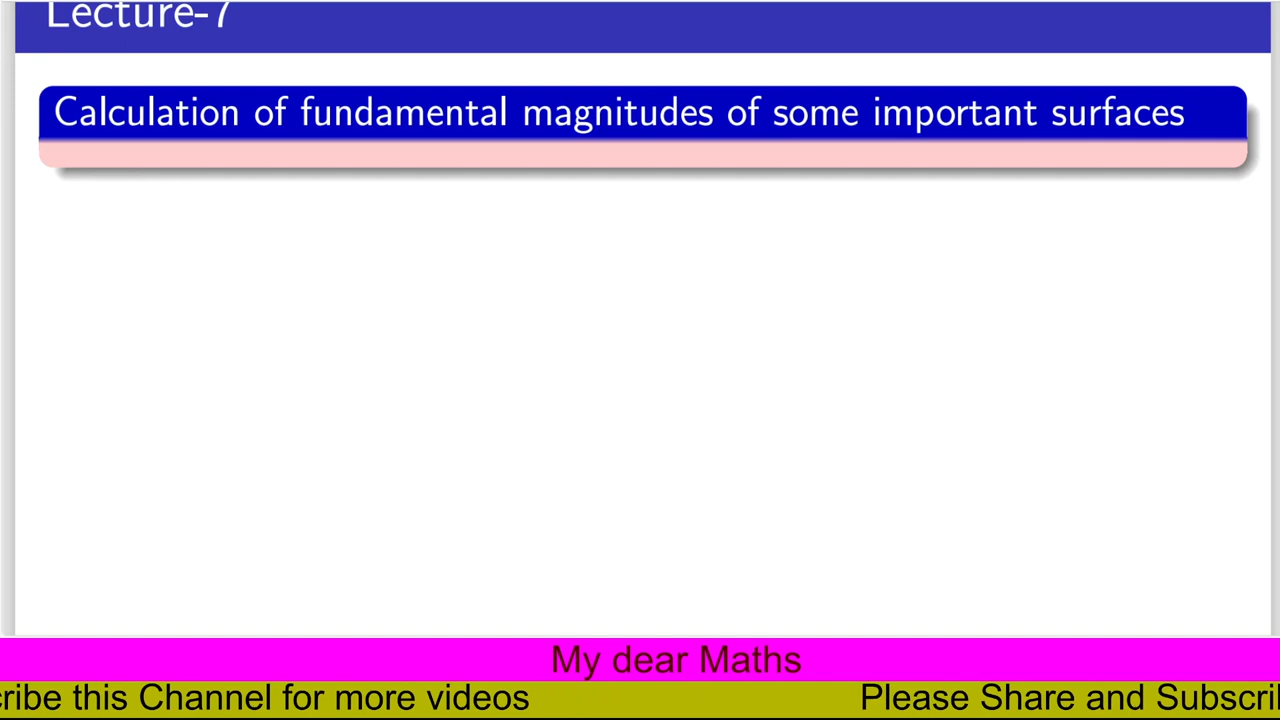 Lecture-7
Calculation of fundamental magnitudes of some important surfaces
My dear Maths
cribe this Channel for more videos
Please Share and Subscri